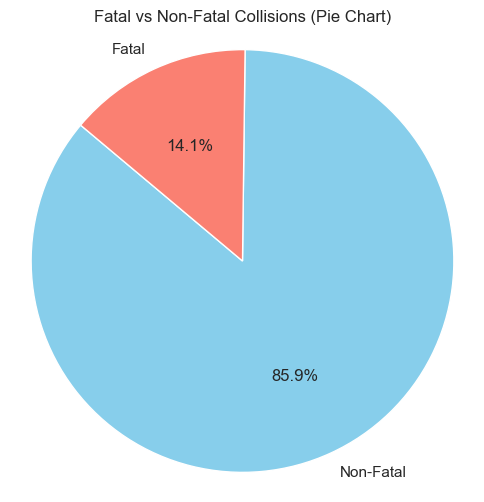 Fatal vs Non-Fatal Collisions (Pie Chart)
Fatal
14.1%
85.9%
Non-Fatal